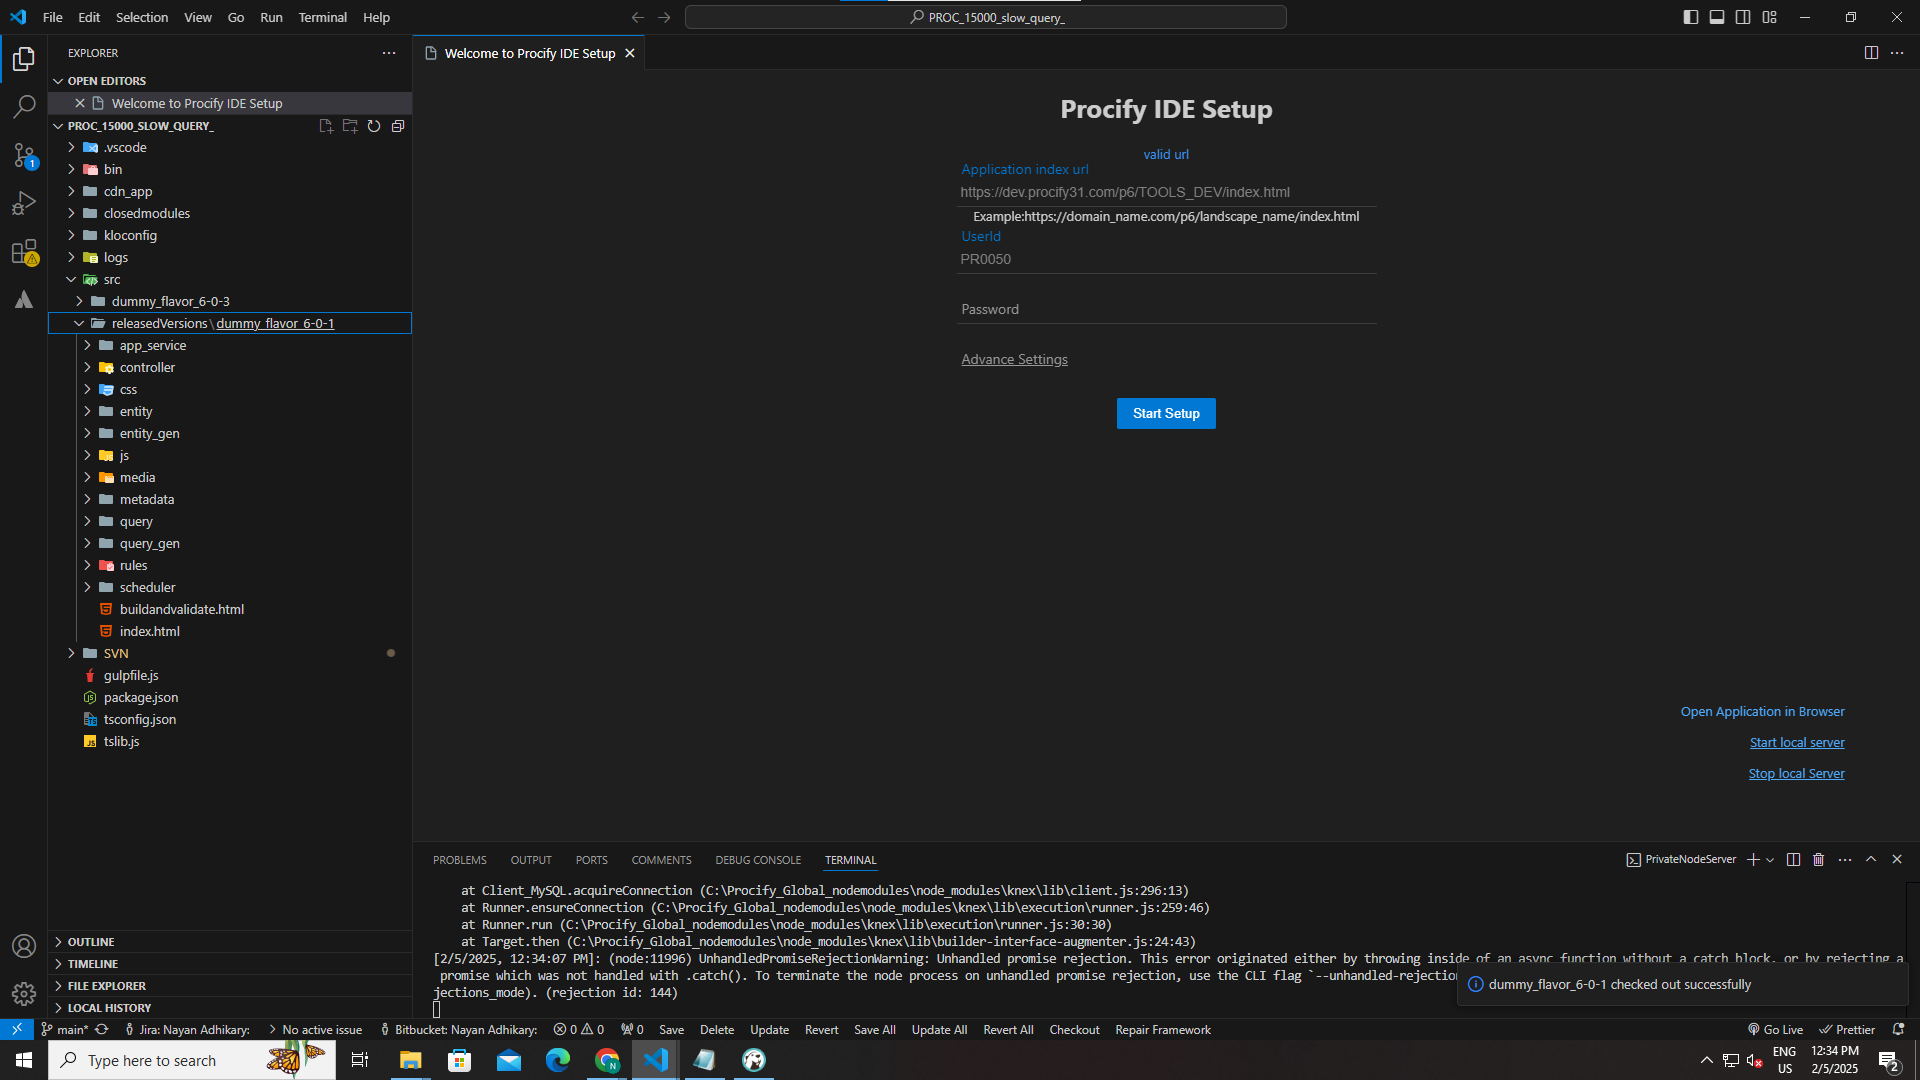 File Edit Selection View Go Run Terminal Help
PROC_15000_slow_query_
EXPLORER
Welcome to Procify IDE Setup
OPEN EDITORS
Welcome to Procify IDE Setup
PROC_15000_SLOW_QUERY_
.vscode
bin
cdn_app
closedmodules
kloconfig
logs
src
dummy_flavor_6-0-3
releasedVersions\dummy_flavor_6-0-1
app_service
controller
css
entity
entity_gen
js
media
metadata
query
query_gen
rules
scheduler
buildandvalidate.html
index.html
SVN
gulpfile.js
package.json
tsconfig.json
tslib.js
OUTLINE
TIMELINE
FILE EXPLORER
LOCAL HISTORY
Procify IDE Setup
valid url
Application index url
https://dev.procify31.com/p6/TOOLS_DEV/index.html
Example:https://domain_name.com/p6/landscape_name/index.html
UserId
PR0050
Password
Advance Settings
Start Setup
Open Application in Browser
Start local server
Stop local Server
PROBLEMS OUTPUT PORTS COMMENTS DEBUG CONSOLE TERMINAL
PrivateNodeServer
at Client_MySQL.acquireConnection (C:\Procify_Global_nodemodules\node_modules\knex\lib\client.js:296:13)
at Runner.ensureConnection (C:\Procify_Global_nodemodules\node_modules\knex\lib\execution\runner.js:259:46)
at Runner.run (C:\Procify_Global_nodemodules\node_modules\knex\lib\execution\runner.js:30:30)
at Target.then (C:\Procify_Global_nodemodules\node_modules\knex\lib\builder-interface-augmenter.js:24:43)
[2/5/2025, 12:34:07 PM]: (node:11996) UnhandledPromiseRejectionWarning: Unhandled promise rejection. This error originated either by throwing inside of an async function without a catch block, or by rejecting a
promise which was not handled with .catch(). To terminate the node process on unhandled promise rejection, use the CLI flag `--unhandled-rejection
jections_mode). (rejection id: 144)
dummy_flavor_6-0-1 checked out successfully
main* Jira: Nayan Adhikary: No active issue Bitbucket: Nayan Adhikary: 0 0 0 Save Delete Update Revert Save All Update All Revert All Checkout Repair Framework Go Live Prettier
Type here to search
ENG
US
12:34 PM
2/5/2025
2
1